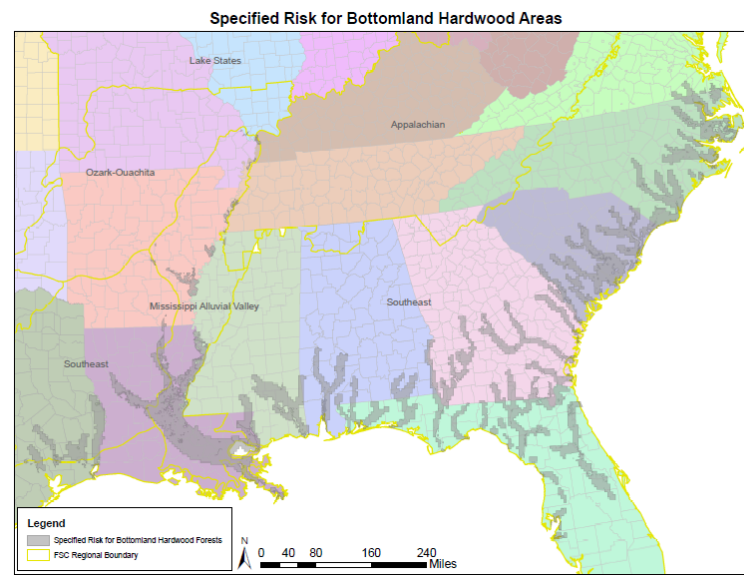 Specified Risk for Bottomland Hardwood Areas
Lake States
Appalachian
Ozark-Ouachita
Mississippi Alluvial Valley
Southeast
Southeast
Legend
Specified Risk for Bottomland Hardwood Forests
FSC Regional Boundary
N
0 40 80 160 240
Miles